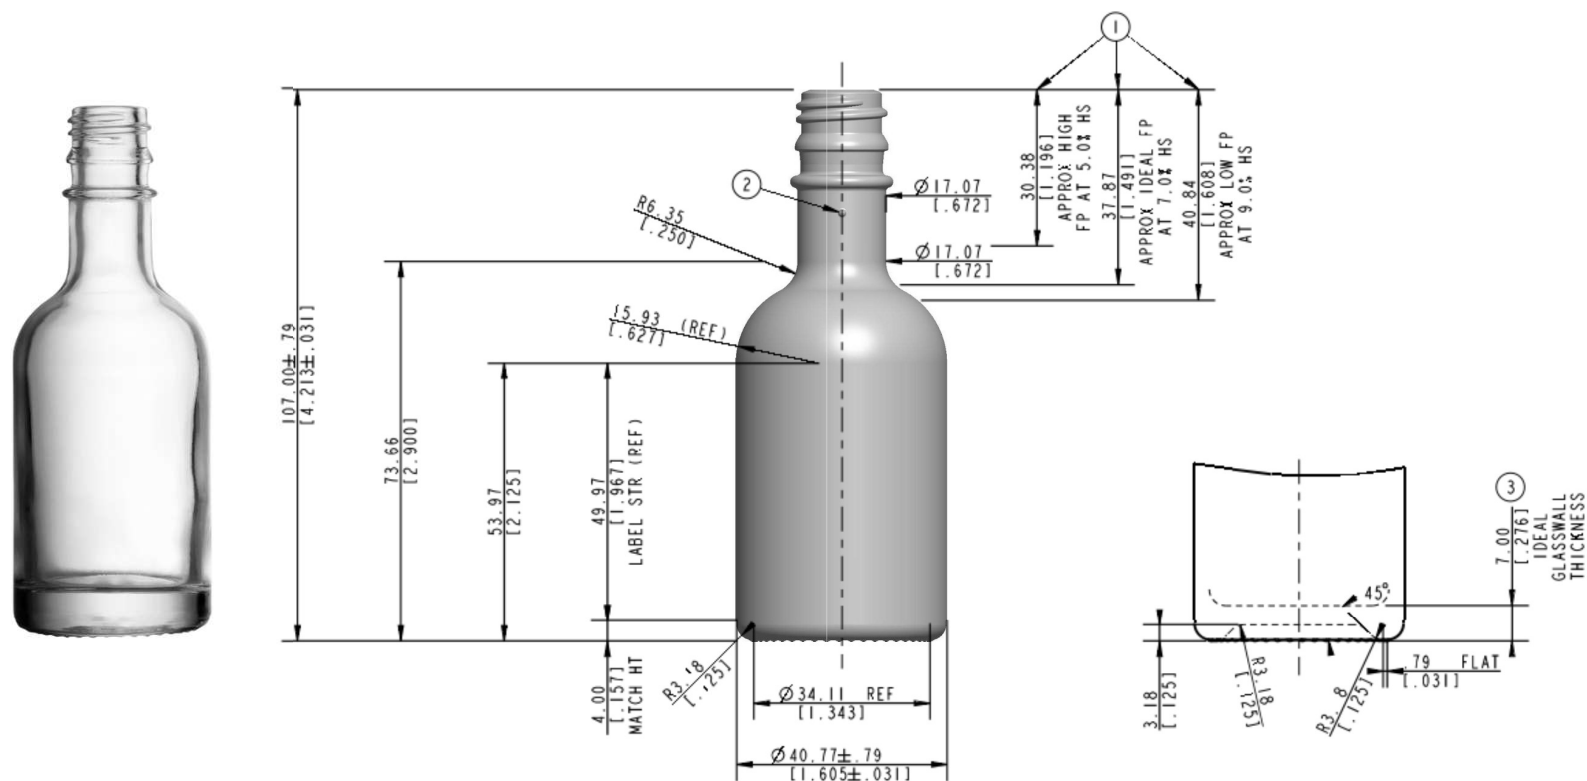 1
2
3
107.00±.79
[4.213±.031]
73.66
[2.900]
53.97
[2.125]
49.97
[1.967]
LABEL STR (REF)
4.00
[.157]
MATCH HT
R6.35
[.250]
15.93 (REF)
[.627]
Ø17.07
[.672]
Ø17.07
[.672]
30.38
[1.196]
APPROX HIGH
FP AT 5.0% HS
37.87
[1.491]
APPROX IDEAL FP
AT 7.0% HS
40.84
[1.608]
APPROX LOW FP
AT 9.0% HS
R3.18
[.125]
Ø34.11 REF
[1.343]
Ø40.77±.79
[1.605±.031]
7.00
[.276]
IDEAL
GLASSWALL
THICKNESS
45°
3.18
[.125]
R3.18
[.125]
R3. 8
[.125]
.79 FLAT
[.031]